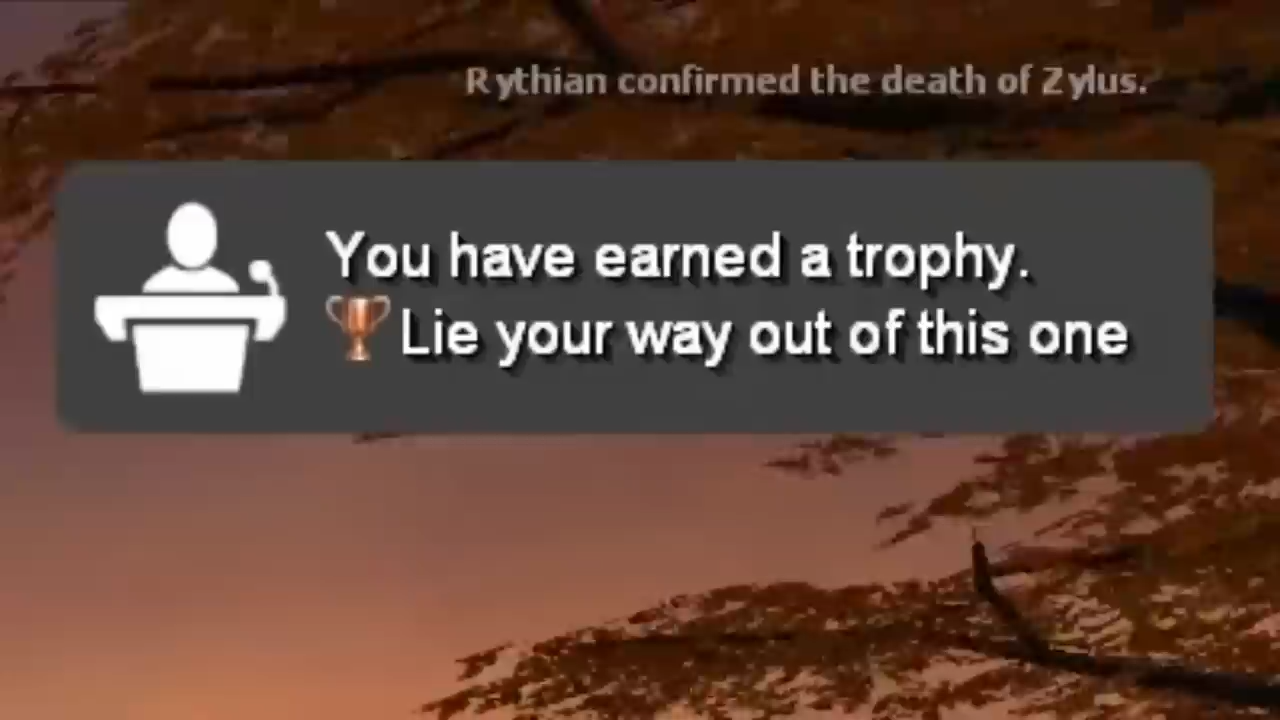 Rythian confirmed the death of Zylus.
You have earned a trophy.
Lie your way out of this one